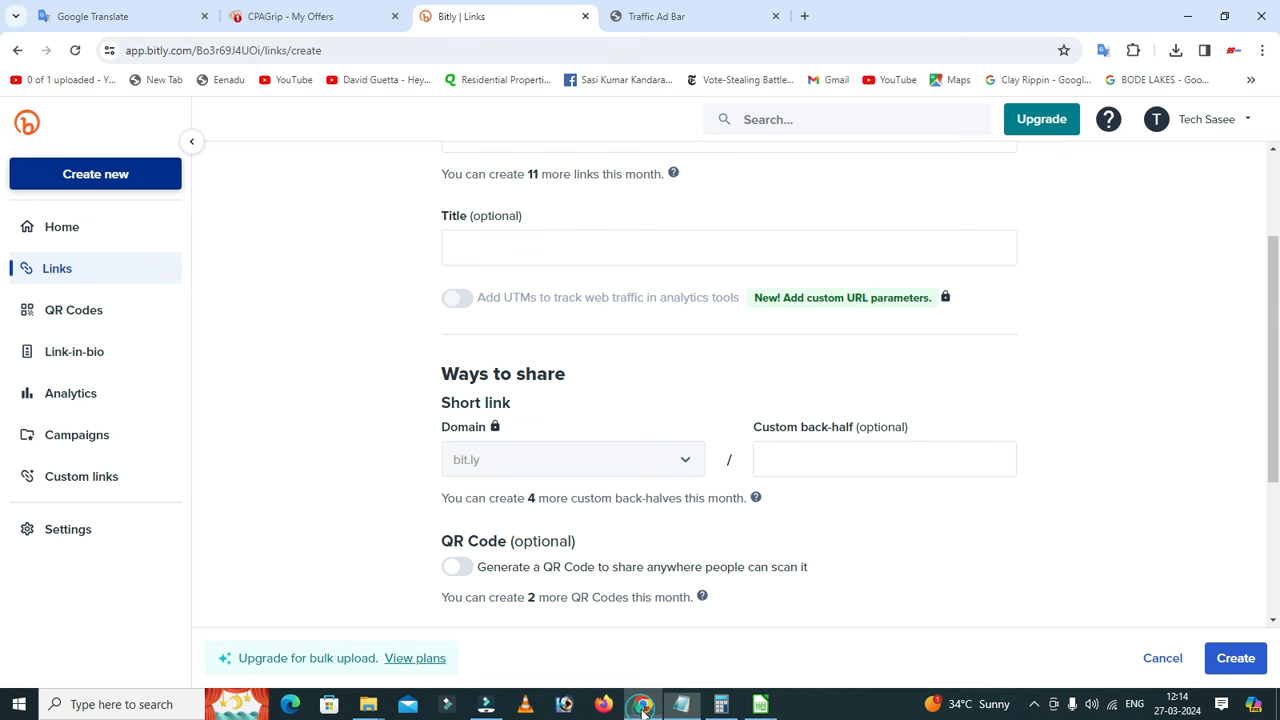 Google Translate
CPAGrip - My Offers
Bitly | Links
Traffic Ad Bar
app.bitly.com/Bo3r69J4UOi/links/create
0 of 1 uploaded - Y...
New Tab
Eenadu
YouTube
David Guetta - Hey,...
Residential Properti...
Sasi Kumar Kandara...
Vote-Stealing Battle...
Gmail
YouTube
Maps
Clay Rippin - Googl...
BODE LAKES - Goo...
Search...
Upgrade
T
Tech Sasee
Create new
Home
Links
QR Codes
Link-in-bio
Analytics
Campaigns
Custom links
Settings
You can create 11 more links this month.
Title (optional)
Add UTMs to track web traffic in analytics tools
New! Add custom URL parameters.
Ways to share
Short link
Domain
Custom back-half (optional)
bit.ly
/
You can create 4 more custom back-halves this month.
QR Code (optional)
Generate a QR Code to share anywhere people can scan it
You can create 2 more QR Codes this month.
Upgrade for bulk upload. View plans
Cancel
Create
Type here to search
34°C Sunny
ENG
12:14
27-03-2024